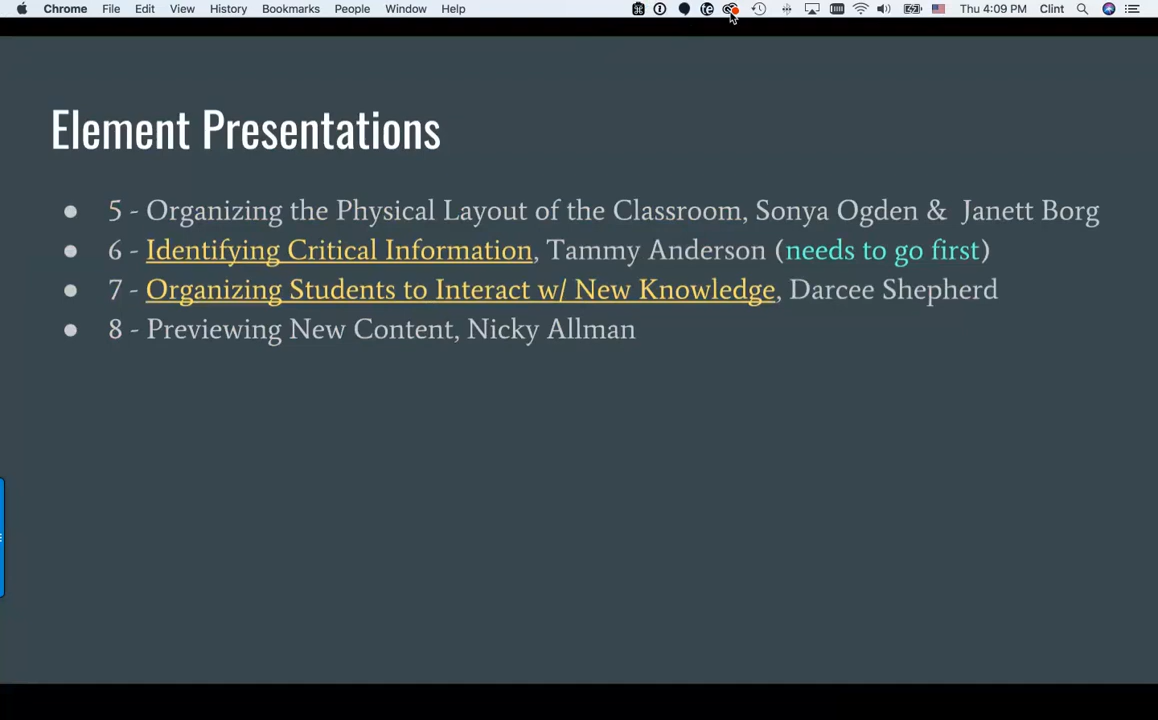 Chrome File Edit View History Bookmarks People Window Help Thu 4:09 PM Clint
Element Presentations
● 5 - Organizing the Physical Layout of the Classroom, Sonya Ogden & Janett Borg
● 6 - Identifying Critical Information, Tammy Anderson (needs to go first)
● 7 - Organizing Students to Interact w/ New Knowledge, Darcee Shepherd
● 8 - Previewing New Content, Nicky Allman